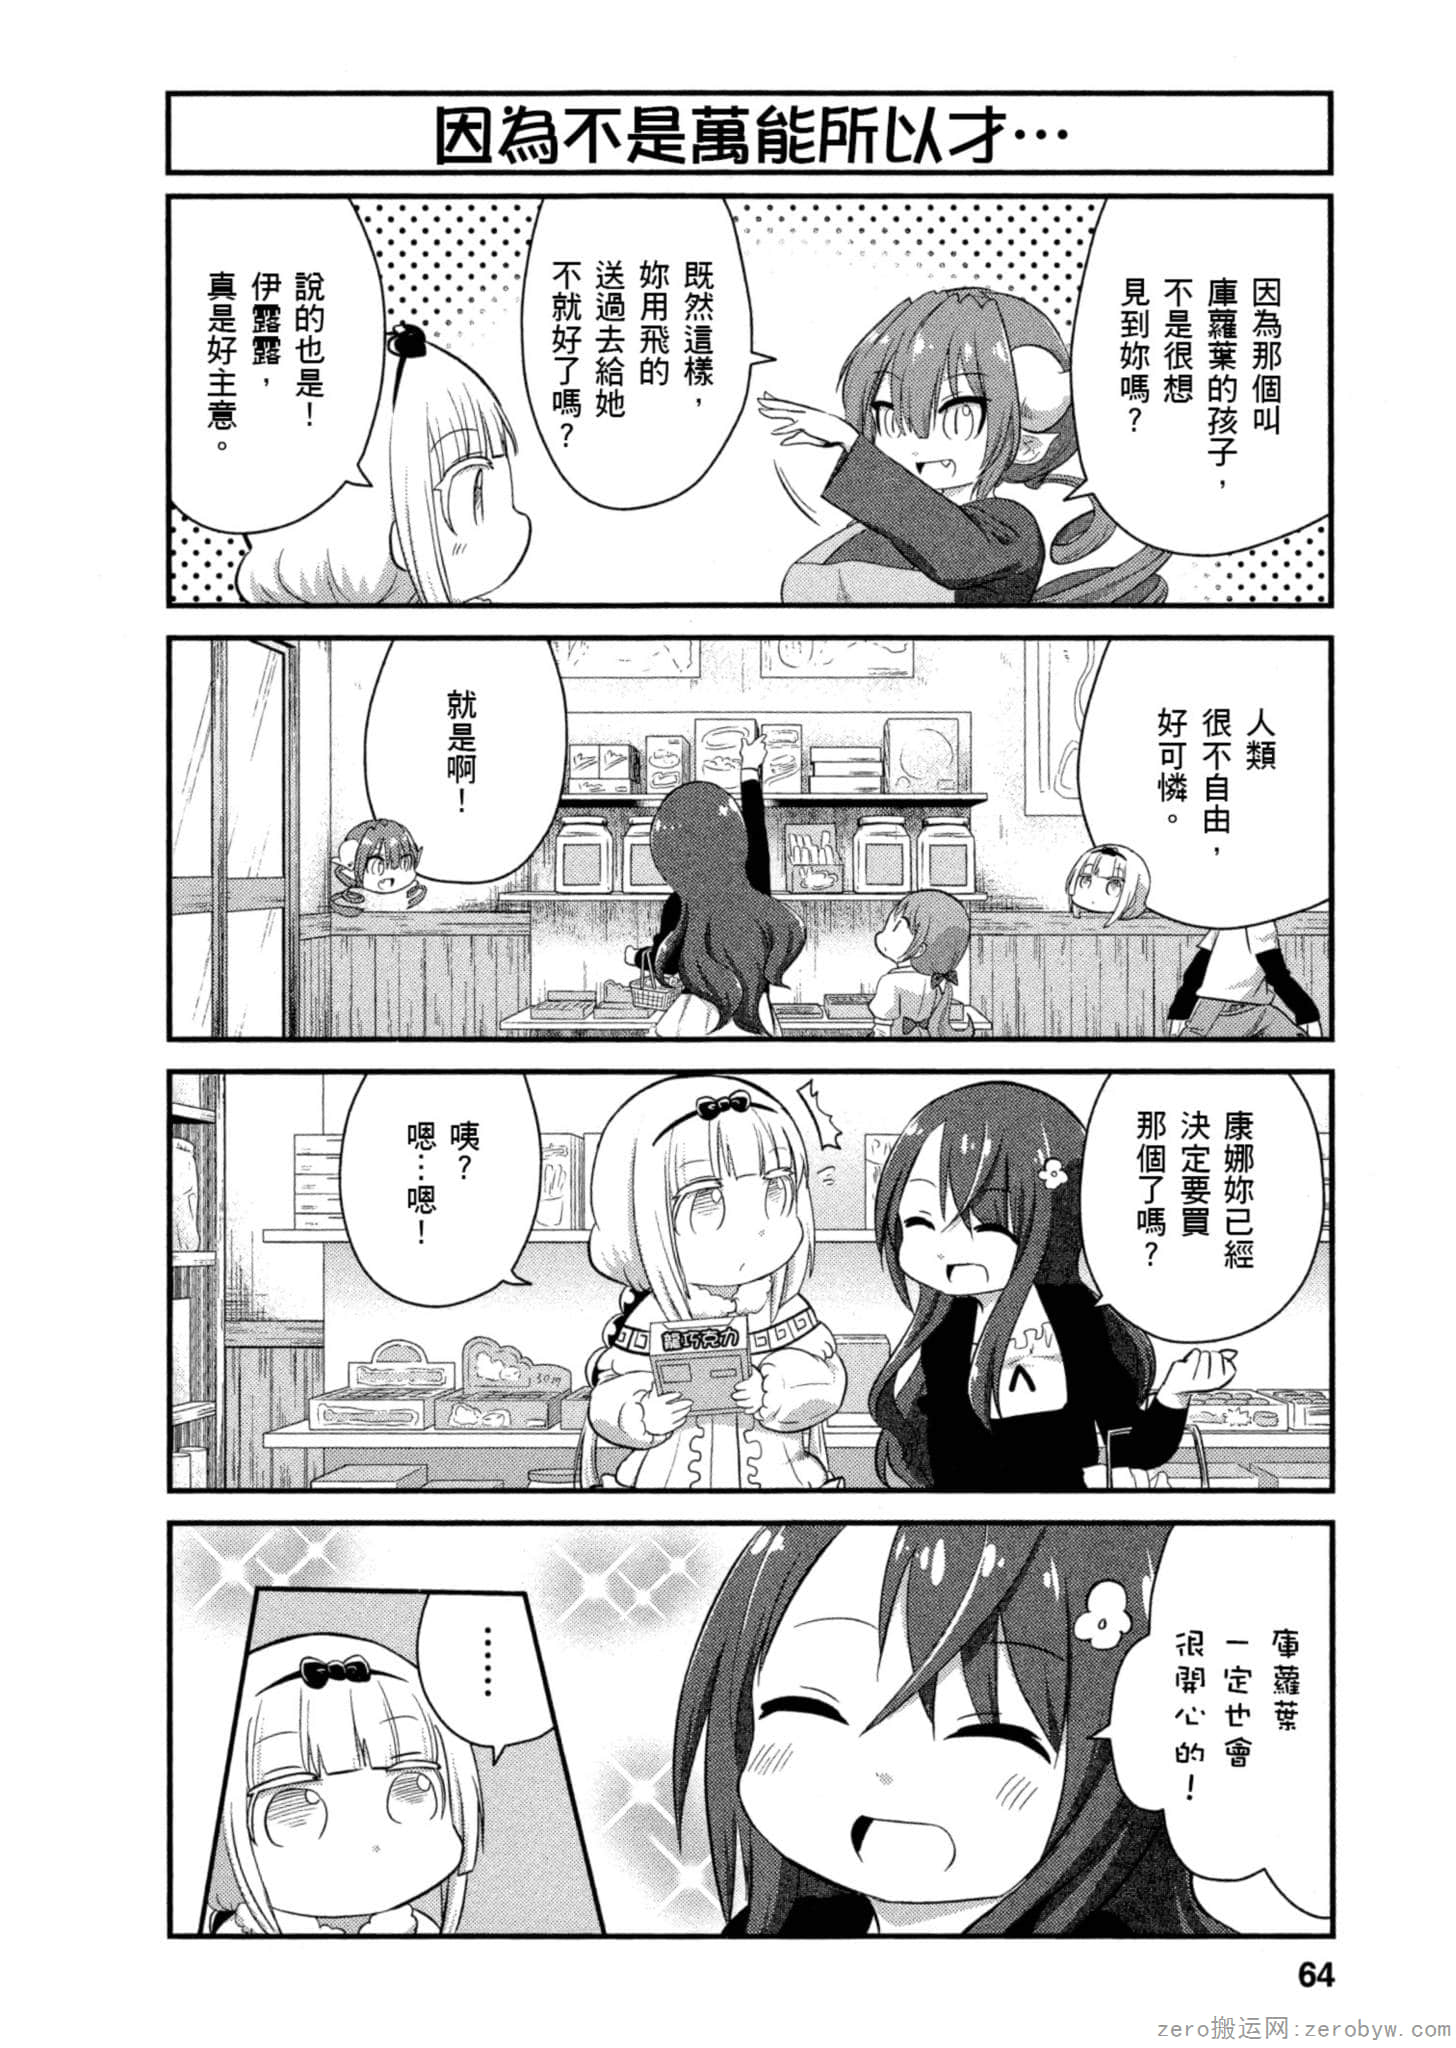 因為不是萬能所以才…
因為那個叫
庫蘿葉的孩子，
不是很想
見到妳嗎？
既然這樣，
妳用飛的
送過去給她
不就好了嗎？
說的也是！
伊露露，
真是好主意。
人類
很不自由，
好可憐。
就是啊！
康娜妳已經
決定要買
那個了嗎？
咦？
嗯…嗯！
龍巧克力
30円
庫蘿葉
一定也會
很開心的！
……
64
zero搬运网:zerobyw.com